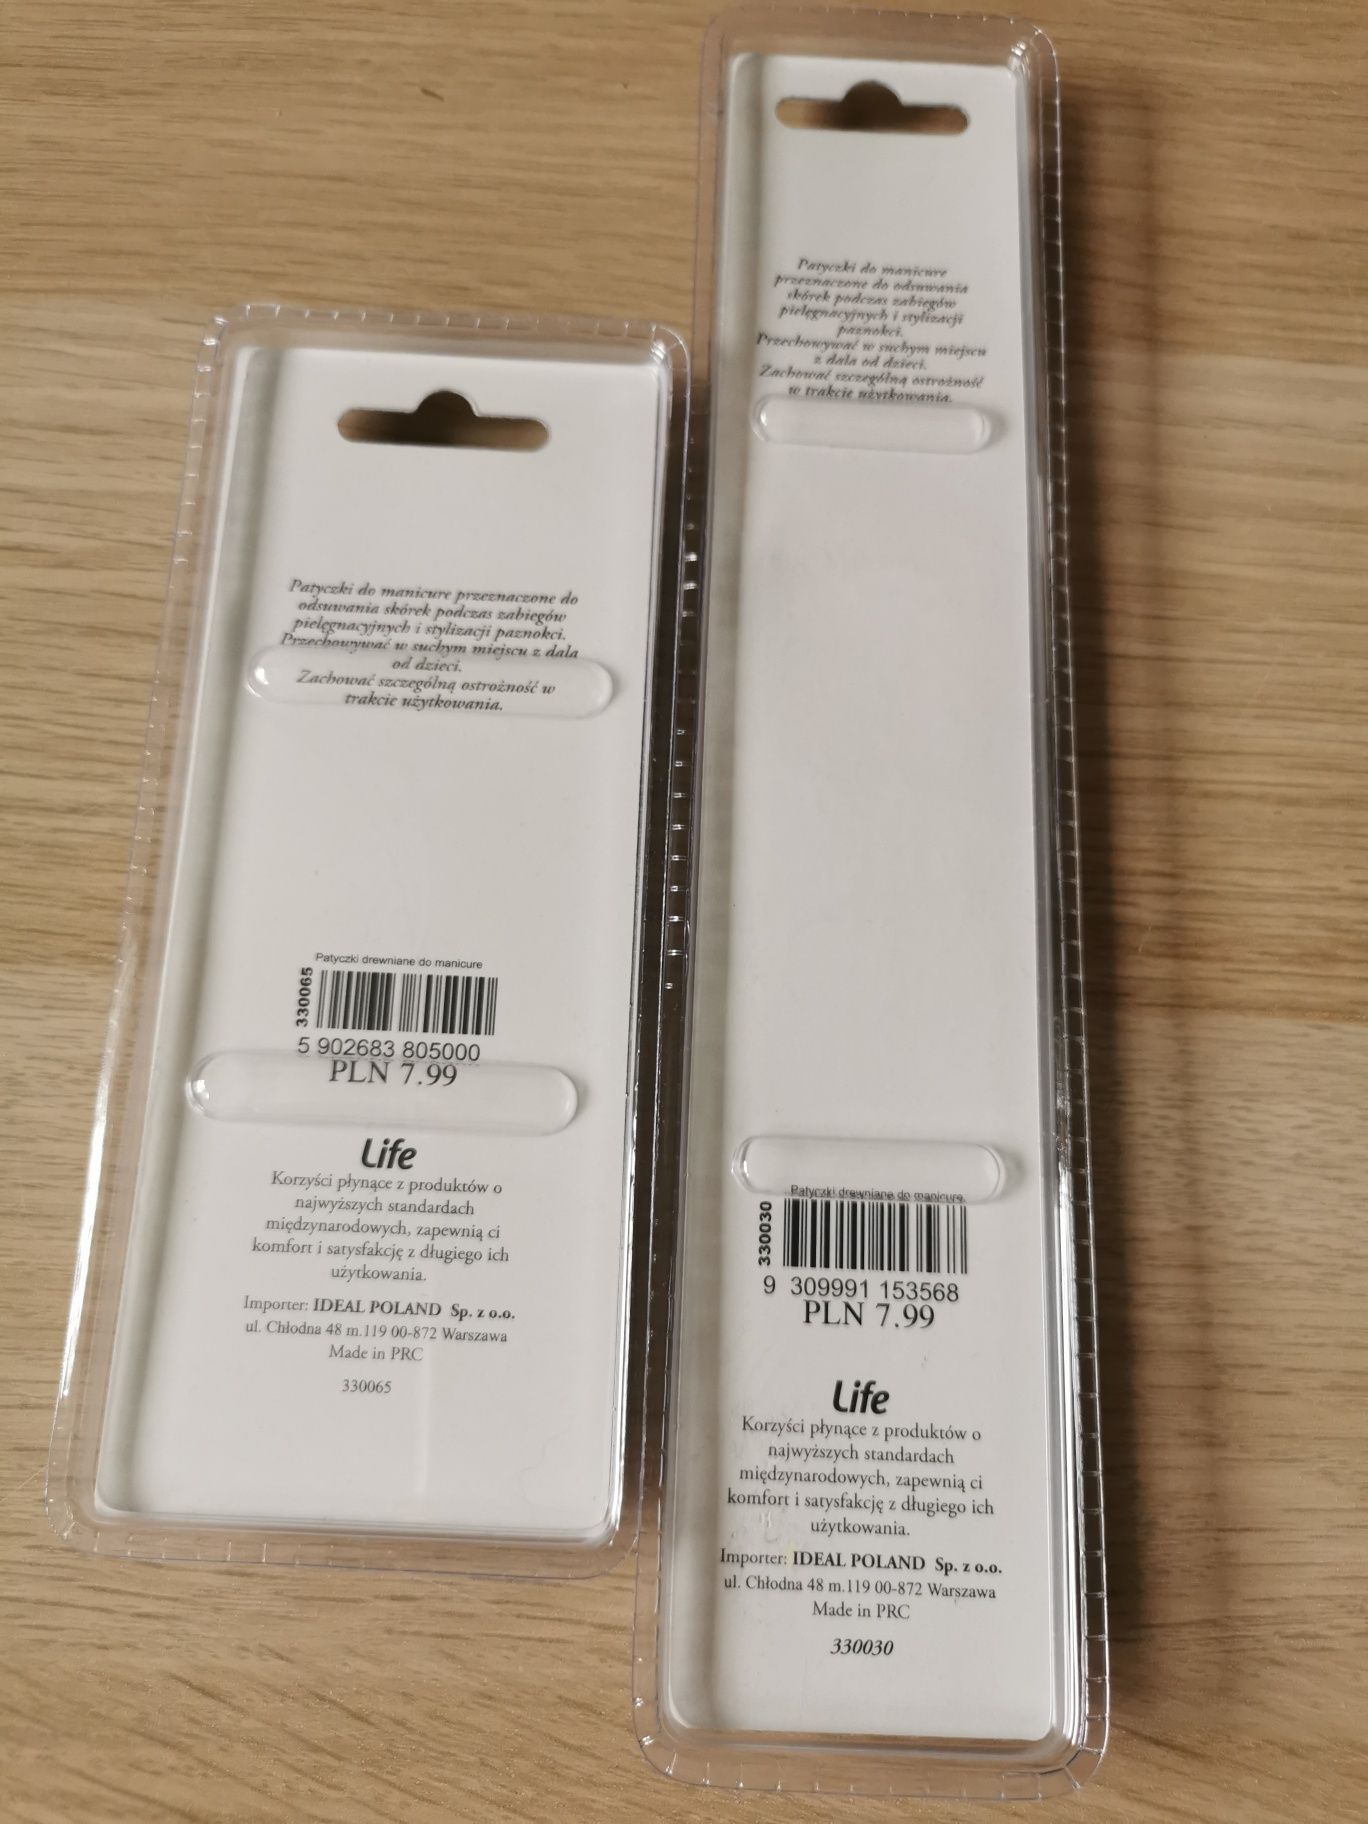 Patyczki do manicure przeznaczone do
odsuwania skórek podczas zabiegów
pielęgnacyjnych i stylizacji paznokci.
Przechowywać w suchym miejscu z dala
od dzieci.
Zachować szczególną ostrożność w
trakcie użytkowania.
Patyczki drewniane do manicure
330065
5 902683 805000
PLN 7.99
Life
Korzyści płynące z produktów o
najwyższych standardach
międzynarodowych, zapewnią ci
komfort i satysfakcję z długiego ich
użytkowania.
Importer: IDEAL POLAND Sp. z o.o.
ul. Chłodna 48 m.119 00-872 Warszawa
Made in PRC
330065
Patyczki do manicure
przeznaczone do odsuwania
skórek podczas zabiegów
pielęgnacyjnych i stylizacji
paznokci.
Przechowywać w suchym miejscu
z dala od dzieci.
Zachować szczególną ostrożność
w trakcie użytkowania.
Patyczki drewniane do manicure.
330030
9 309991 153568
PLN 7.99
Life
Korzyści płynące z produktów o
najwyższych standardach
międzynarodowych, zapewnią ci
komfort i satysfakcję z długiego ich
użytkowania.
Importer: IDEAL POLAND Sp. z o.o.
ul. Chłodna 48 m.119 00-872 Warszawa
Made in PRC
330030